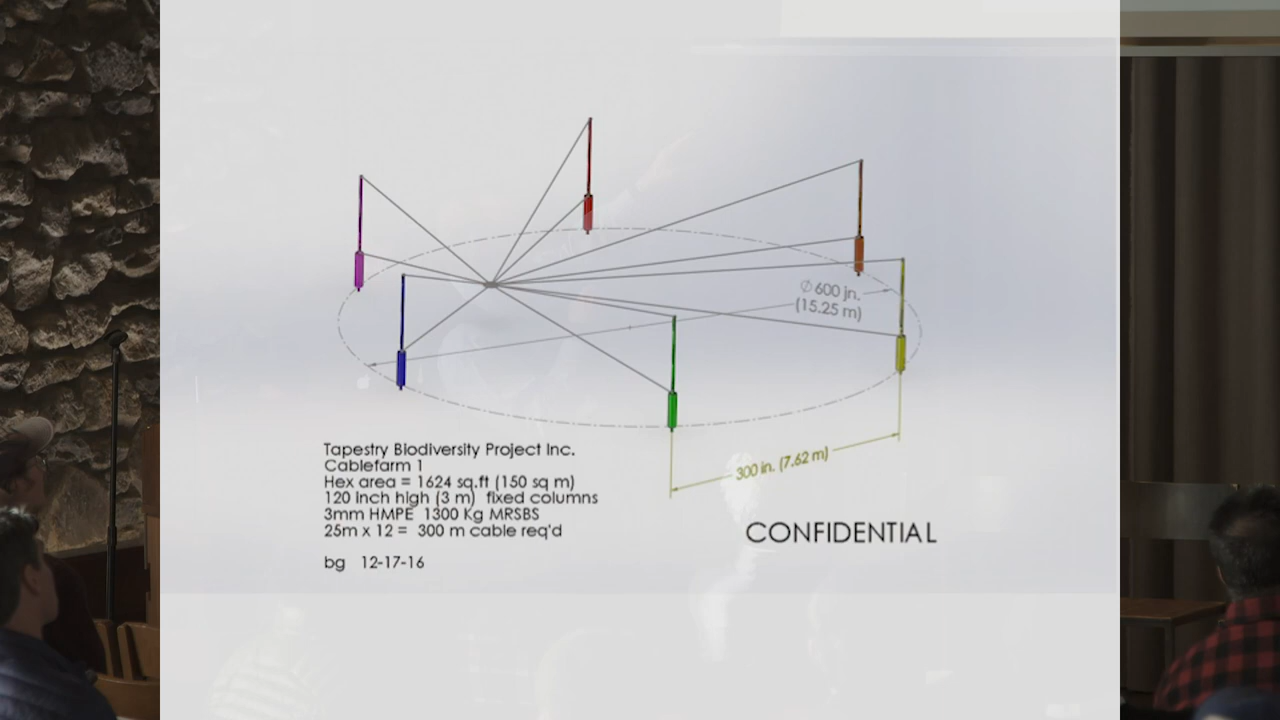 Ø 600 in.
(15.25 m)
300 in. (7.62 m)
Tapestry Biodiversity Project Inc.
Cablefarm 1
Hex area = 1624 sq.ft (150 sq m)
120 inch high (3 m) fixed columns
3mm HMPE 1300 Kg MRSBS
25m x 12 = 300 m cable req'd
CONFIDENTIAL
bg 12-17-16